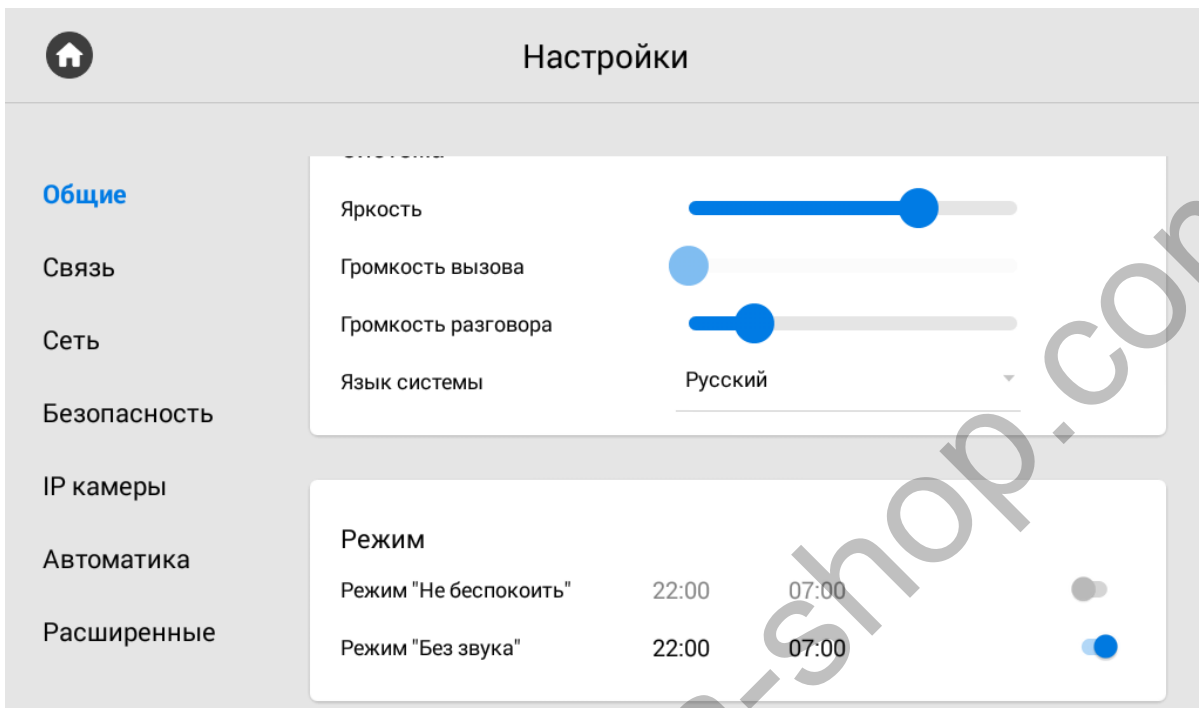 Настройки
Общие
Связь
Сеть
Безопасность
IP камеры
Автоматика
Расширенные
Яркость
Громкость вызова
Громкость разговора
Язык системы Русский
Режим
Режим "Не беспокоить" 22:00 07:00
Режим "Без звука" 22:00 07:00